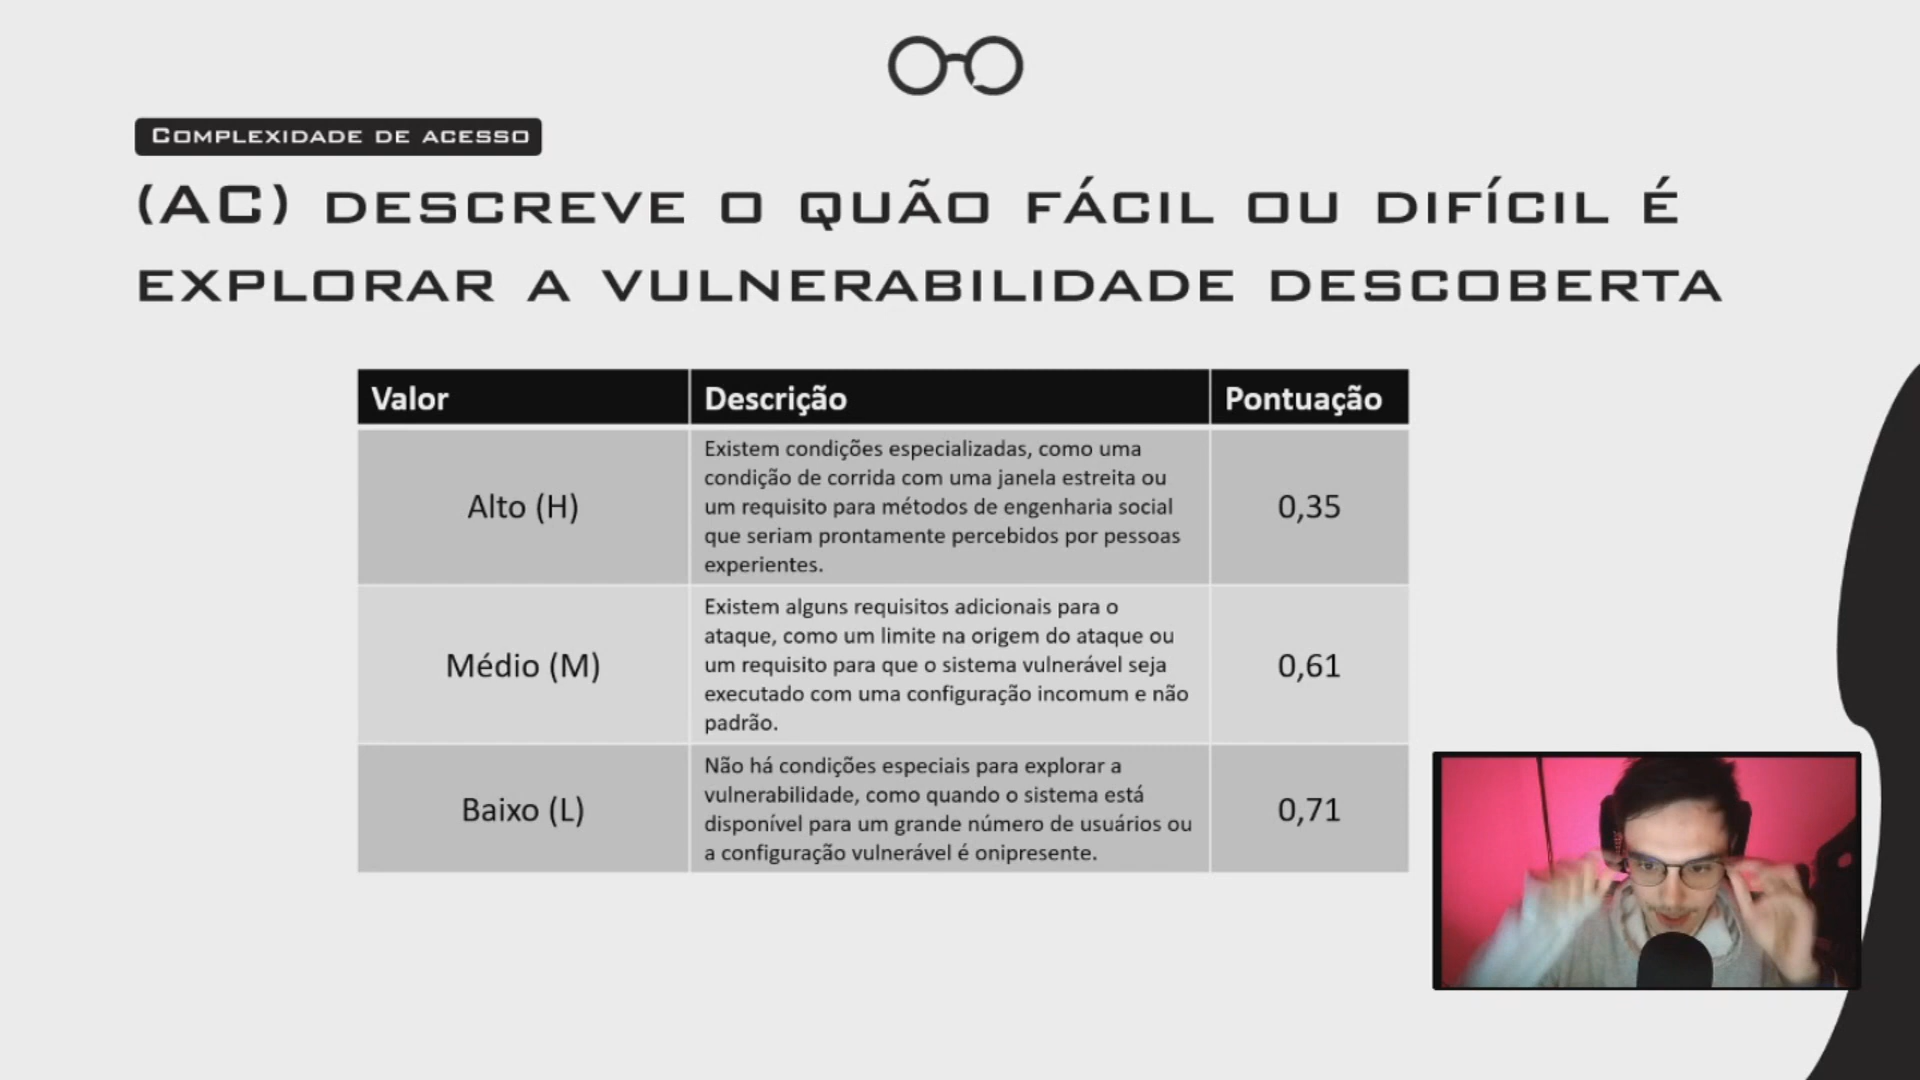 Complexidade de acesso
(AC) descreve o quão fácil ou difícil é
explorar a vulnerabilidade descoberta
Valor
Descrição
Pontuação
Alto (H)
Existem condições especializadas, como uma
condição de corrida com uma janela estreita ou
um requisito para métodos de engenharia social
que seriam prontamente percebidos por pessoas
experientes.
0,35
Médio (M)
Existem alguns requisitos adicionais para o
ataque, como um limite na origem do ataque ou
um requisito para que o sistema vulnerável seja
executado com uma configuração incomum e não
padrão.
0,61
Baixo (L)
Não há condições especiais para explorar a
vulnerabilidade, como quando o sistema está
disponível para um grande número de usuários ou
a configuração vulnerável é onipresente.
0,71